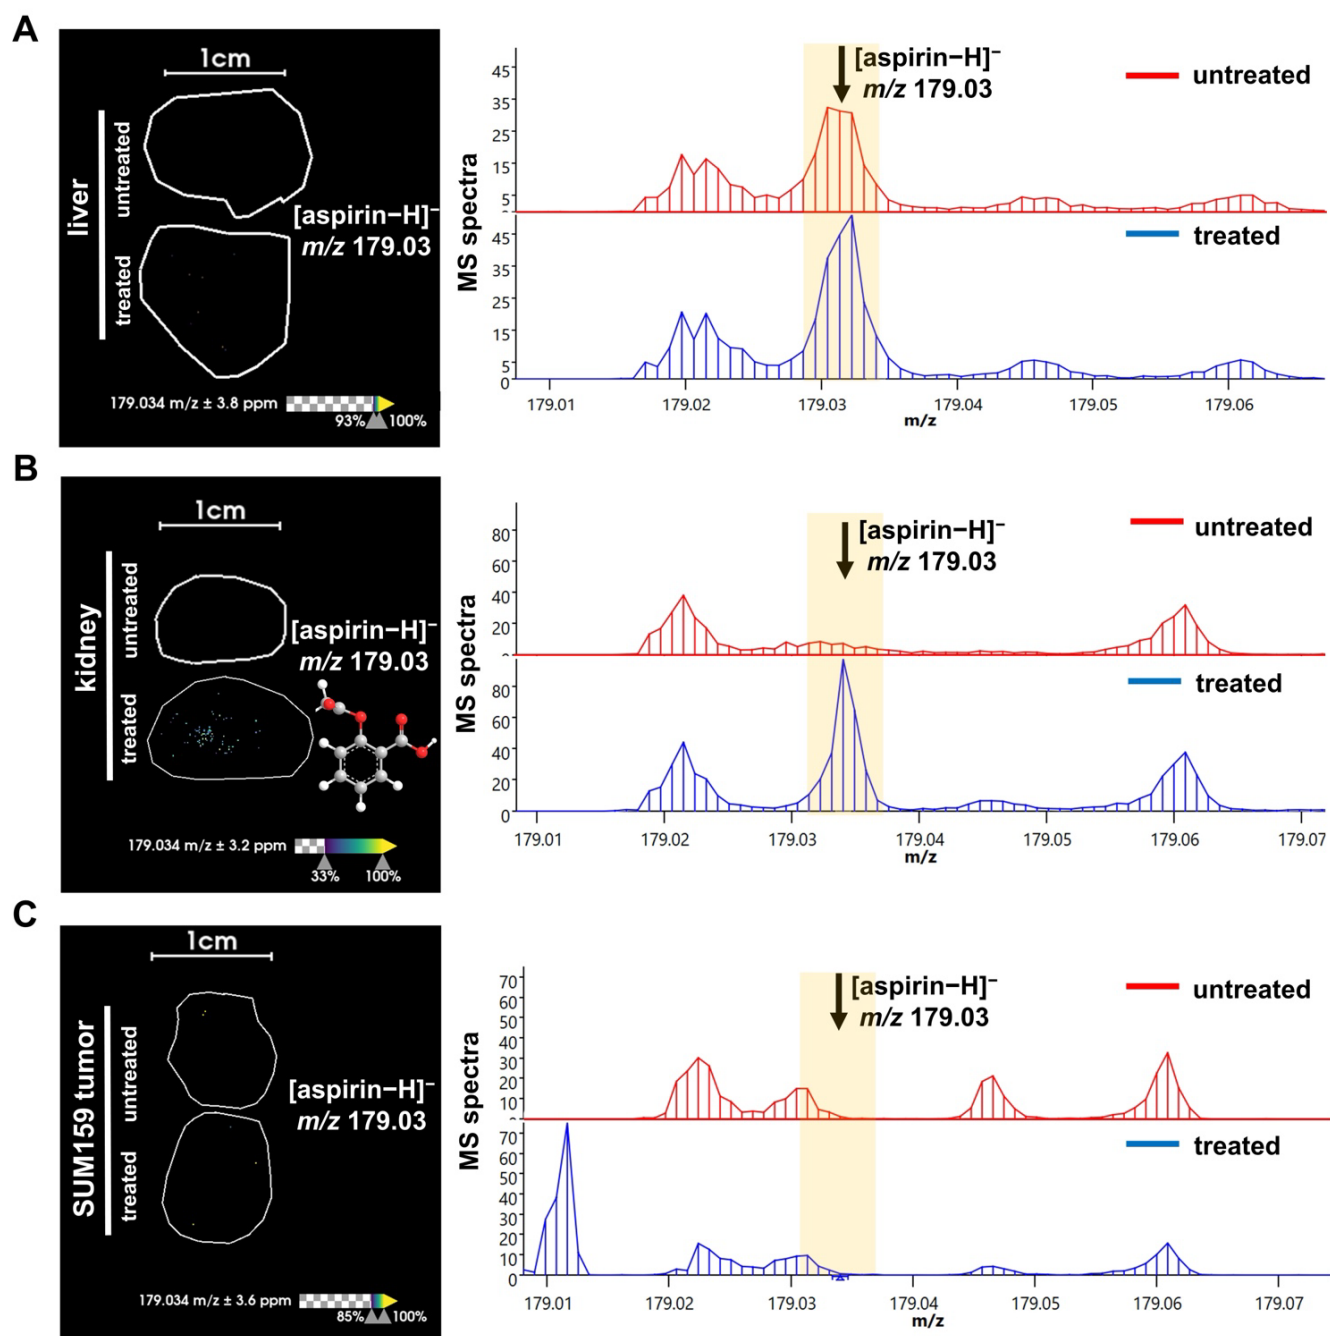 A
1cm
liver
untreated
treated
[aspirin−H]⁻
m/z 179.03
179.034 m/z ± 3.8 ppm
93% 100%
MS spectra
[aspirin−H]⁻
m/z 179.03
untreated
45
35
25
15
5
treated
45
35
25
15
5
0
179.01 179.02 179.03 179.04 179.05 179.06
m/z
B
1cm
kidney
untreated
treated
[aspirin−H]⁻
m/z 179.03
179.034 m/z ± 3.2 ppm
33% 100%
MS spectra
[aspirin−H]⁻
m/z 179.03
untreated
80
60
40
20
treated
80
60
40
20
0
179.01 179.02 179.03 179.04 179.05 179.06 179.07
m/z
C
1cm
SUM159 tumor
untreated
treated
[aspirin−H]⁻
m/z 179.03
179.034 m/z ± 3.6 ppm
85% 100%
MS spectra
[aspirin−H]⁻
m/z 179.03
untreated
70
60
50
40
30
20
10
treated
70
60
50
40
30
20
10
0
179.01 179.02 179.03 179.04 179.05 179.06 179.07
m/z